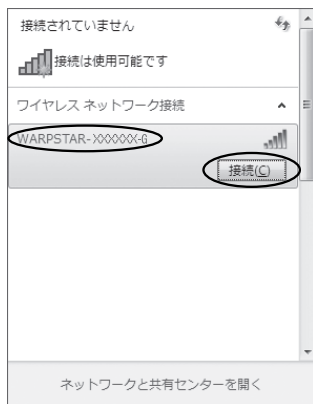 接続されていません
接続は使用可能です
ワイヤレス ネットワーク接続
WARPSTAR-XXXXXX-G
接続(C)
ネットワークと共有センターを開く